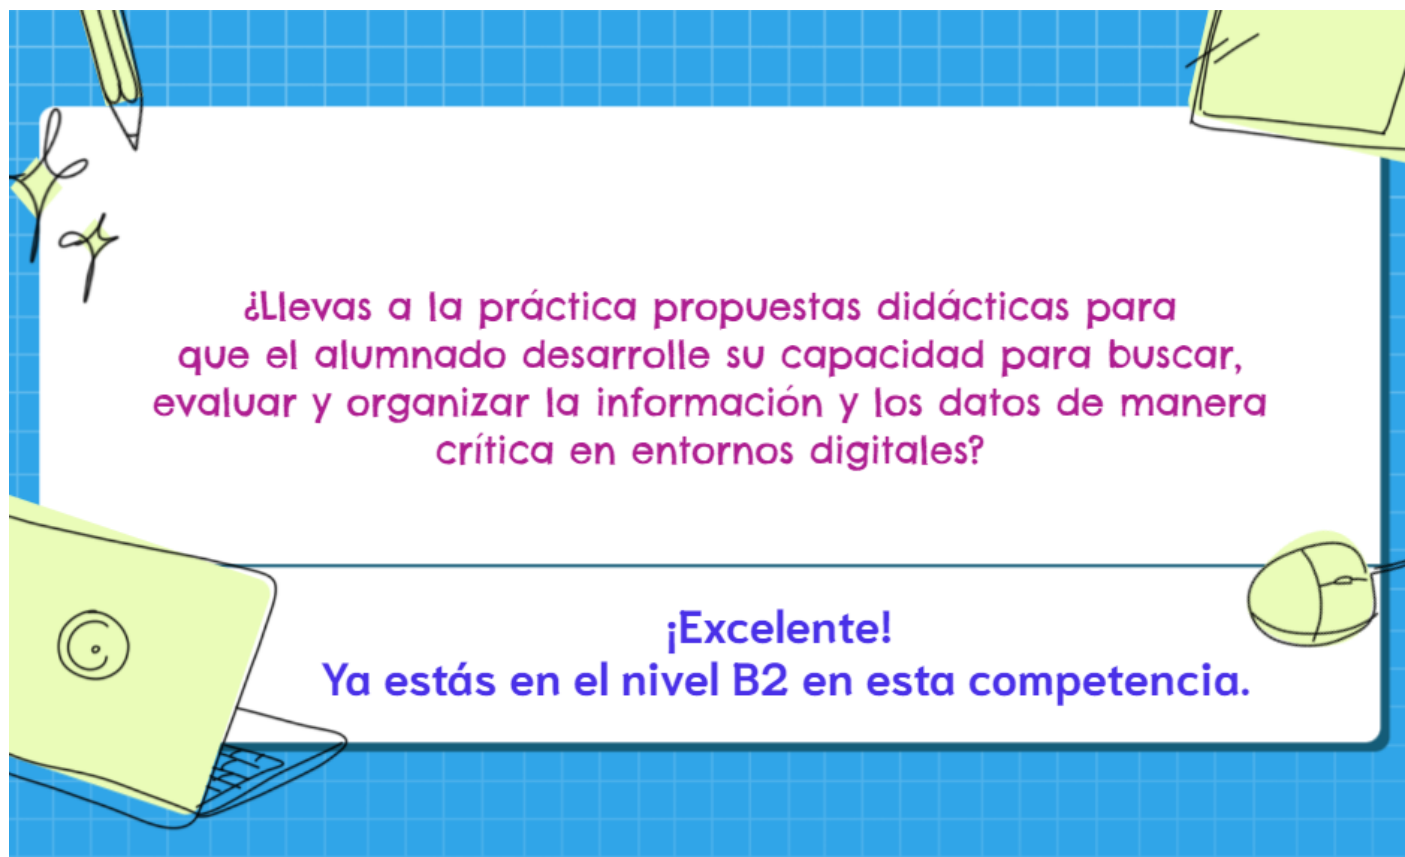 ¿Llevas a la práctica propuestas didácticas para
que el alumnado desarrolle su capacidad para buscar,
evaluar y organizar la información y los datos de manera
crítica en entornos digitales?
¡Excelente!
Ya estás en el nivel B2 en esta competencia.